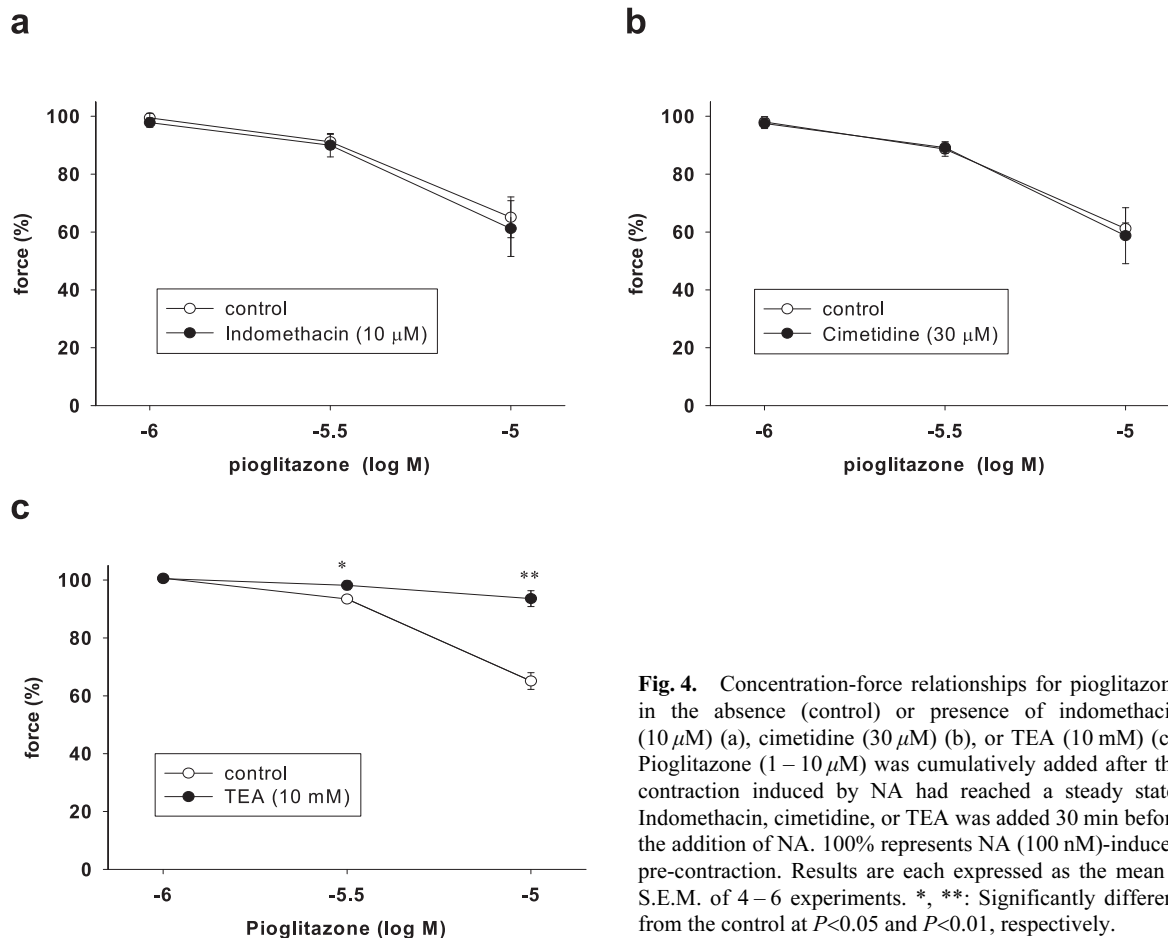 a
100
80
60
40
20
0
force (%)
control
Indomethacin (10 μM)
-6 -5.5 -5
pioglitazone (log M)
b
100
80
60
40
20
0
force (%)
control
Cimetidine (30 μM)
-6 -5.5 -5
pioglitazone (log M)
c
100
80
60
40
20
0
force (%)
*
**
control
TEA (10 mM)
-6 -5.5 -5
Pioglitazone (log M)
Fig. 4. Concentration-force relationships for pioglitazon
in the absence (control) or presence of indomethaci
(10 μM) (a), cimetidine (30 μM) (b), or TEA (10 mM) (c
Pioglitazone (1 – 10 μM) was cumulatively added after th
contraction induced by NA had reached a steady state
Indomethacin, cimetidine, or TEA was added 30 min befor
the addition of NA. 100% represents NA (100 nM)-induce
pre-contraction. Results are each expressed as the mean
S.E.M. of 4 – 6 experiments. *, **: Significantly differen
from the control at P<0.05 and P<0.01, respectively.